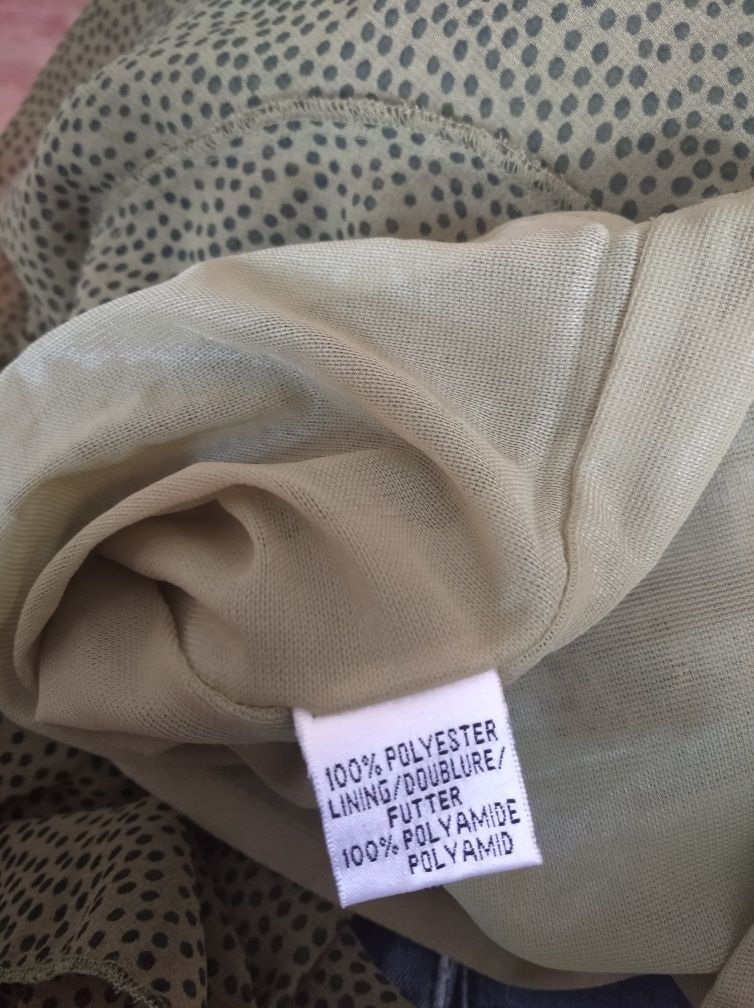 100% POLYESTER
LINING/DOUBLURE/
FUTTER
100% POLYAMIDE
POLYAMID